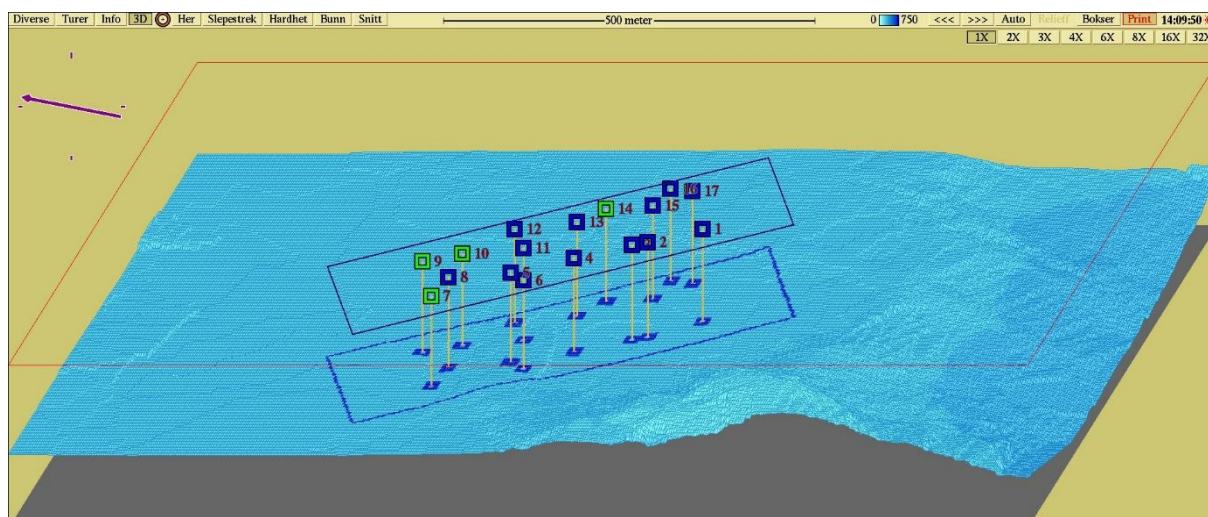 Diverse Turer Info 3D Her Slepestrek Hardhet Bunn Snitt 500 meter 0 750 <<< >>> Auto Relieff Bokser Print 14:09:50
1X 2X 3X 4X 6X 8X 16X 32X
17
14 15
12 13 1
11 2
10 4
9
8 5 6
7